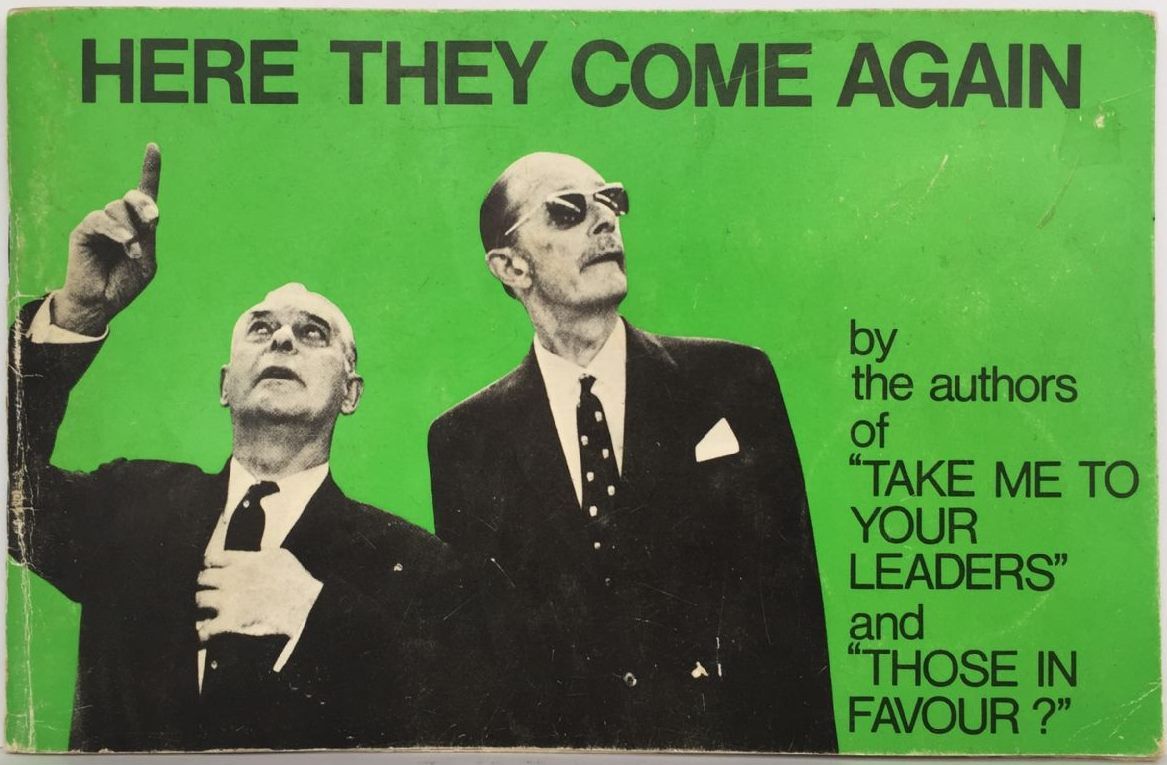 HERE THEY COME AGAIN
by
the authors
of
“TAKE ME TO
YOUR
LEADERS”
and
“THOSE IN
FAVOUR ?”